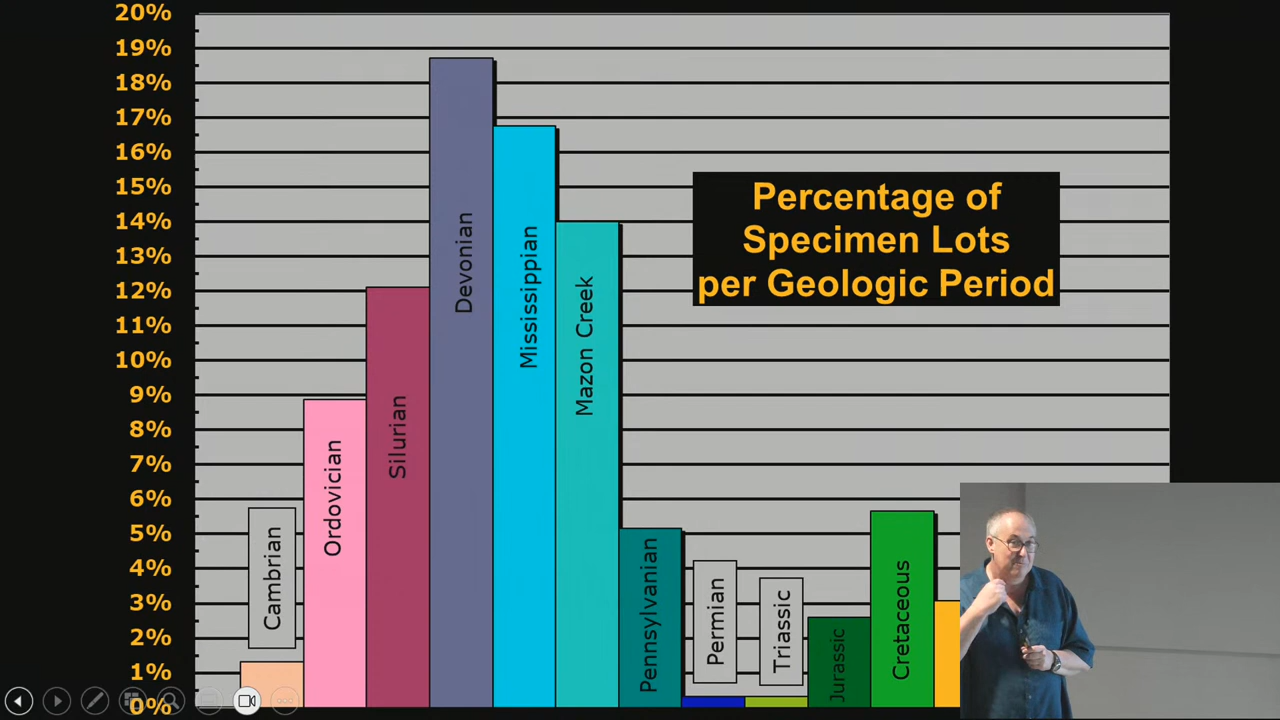 20%
19%
18%
17%
16%
15%
14%
13%
12%
11%
10%
9%
8%
7%
6%
5%
4%
3%
2%
1%
0%
Percentage of
Specimen Lots
per Geologic Period
Cambrian
Ordovician
Silurian
Devonian
Mississippian
Mazon Creek
Pennsylvanian
Permian
Triassic
Jurassic
Cretaceous